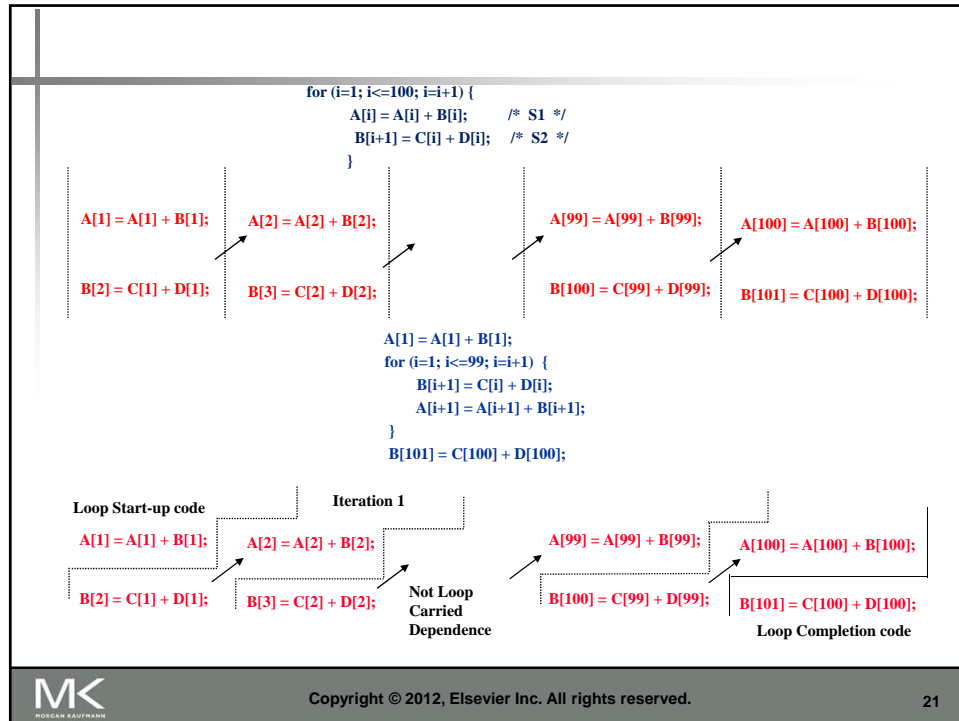 for (i=1; i<=100; i=i+1) {
A[i] = A[i] + B[i]; /* S1 */
B[i+1] = C[i] + D[i]; /* S2 */
}
A[1] = A[1] + B[1]; A[2] = A[2] + B[2]; A[99] = A[99] + B[99]; A[100] = A[100] + B[100];
B[2] = C[1] + D[1]; B[3] = C[2] + D[2]; B[100] = C[99] + D[99]; B[101] = C[100] + D[100];
A[1] = A[1] + B[1];
for (i=1; i<=99; i=i+1) {
B[i+1] = C[i] + D[i];
A[i+1] = A[i+1] + B[i+1];
}
B[101] = C[100] + D[100];
Loop Start-up code Iteration 1
A[1] = A[1] + B[1]; A[2] = A[2] + B[2]; A[99] = A[99] + B[99]; A[100] = A[100] + B[100];
B[2] = C[1] + D[1]; B[3] = C[2] + D[2]; B[100] = C[99] + D[99]; B[101] = C[100] + D[100];
Not Loop
Carried
Dependence
Loop Completion code
MK
MORGAN KAUFMANN
Copyright © 2012, Elsevier Inc. All rights reserved. 21